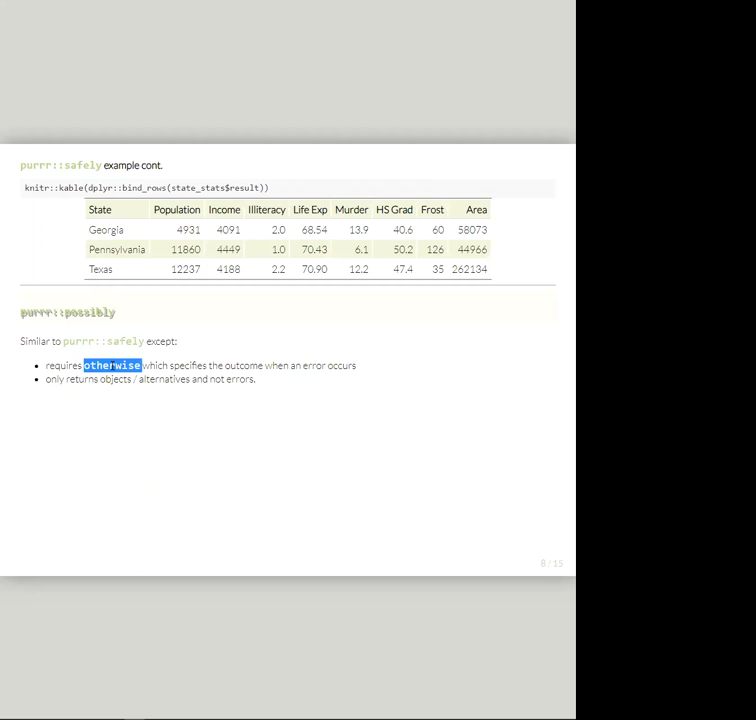 purrr::safely example cont.
knitr::kable(dplyr::bind_rows(state_stats$result))
State Population Income Illiteracy Life Exp Murder HS Grad Frost Area
Georgia 4931 4091 2.0 68.54 13.9 40.6 60 58073
Pennsylvania 11860 4449 1.0 70.43 6.1 50.2 126 44966
Texas 12237 4188 2.2 70.90 12.2 47.4 35 262134
purrr::possibly
Similar to purrr::safely except:
• requires otherwise which specifies the outcome when an error occurs
• only returns objects / alternatives and not errors.
8 / 15